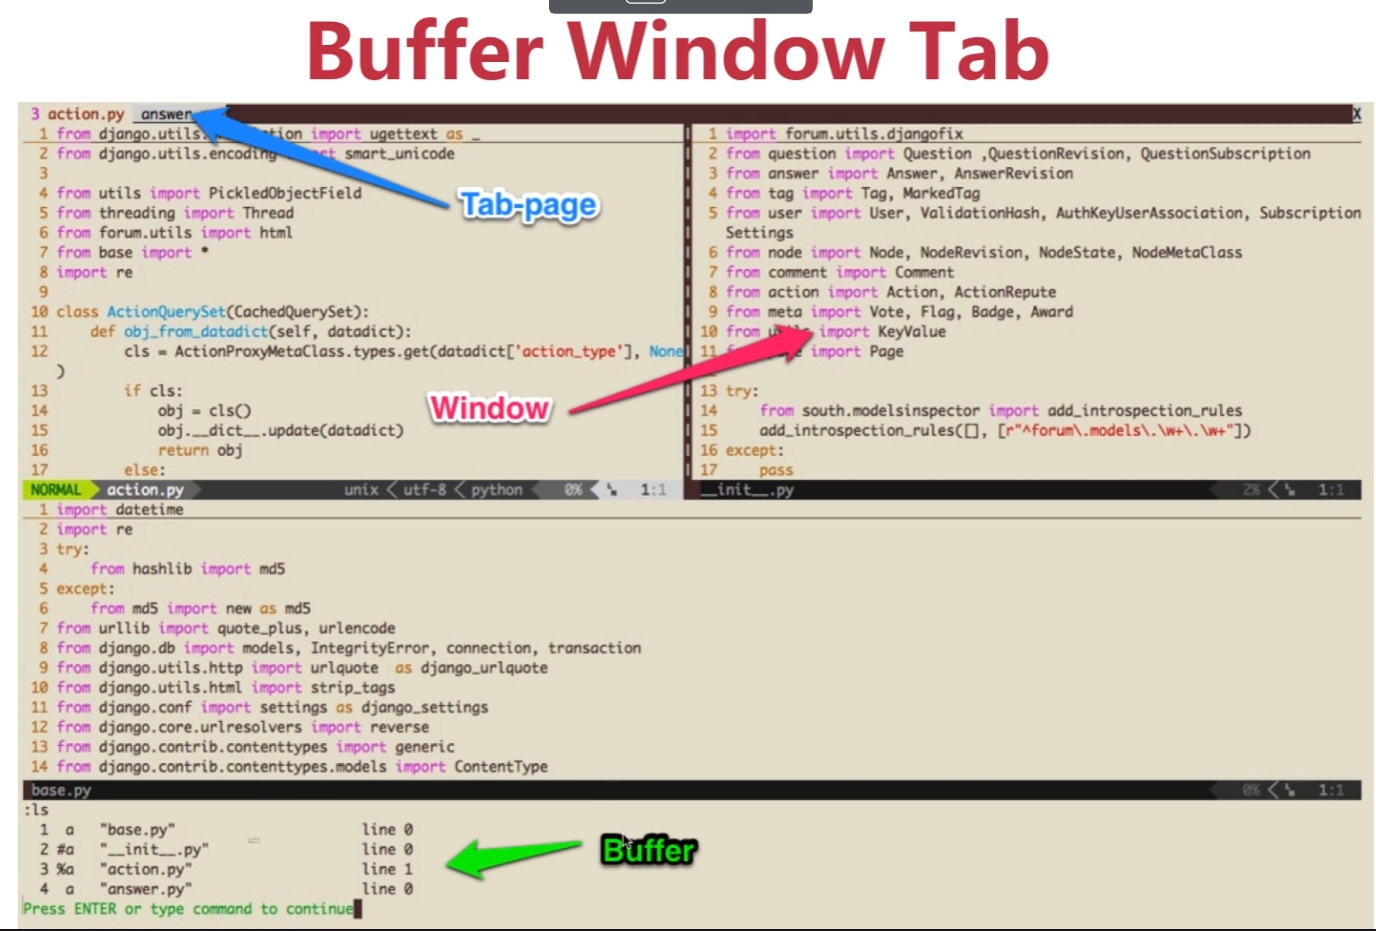 Buffer Window Tab
3 action.py answer X
1 from django.utils. tion import ugettext as _
2 from django.utils.encoding smart_unicode
3
4 from utils import PickledObjectField
5 from threading import Thread
6 from forum.utils import html
7 from base import *
8 import re
9
10 class ActionQuerySet(CachedQuerySet):
11 def obj_from_datadict(self, datadict):
12 cls = ActionProxyMetaClass.types.get(datadict['action_type'], None
)
13 if cls:
14 obj = cls()
15 obj.__dict__.update(datadict)
16 return obj
17 else:
NORMAL action.py unix < utf-8 < python 0% 1:1
Tab-page
Window
1 import forum.utils.djangofix
2 from question import Question ,QuestionRevision, QuestionSubscription
3 from answer import Answer, AnswerRevision
4 from tag import Tag, MarkedTag
5 from user import User, ValidationHash, AuthKeyUserAssociation, Subscription
Settings
6 from node import Node, NodeRevision, NodeState, NodeMetaClass
7 from comment import Comment
8 from action import Action, ActionRepute
9 from meta import Vote, Flag, Badge, Award
10 from import KeyValue
11 import Page
13 try:
14 from south.modelsinspector import add_introspection_rules
15 add_introspection_rules([], [r"^forum\.models\.\w+\.\w+"])
16 except:
17 pass
__init__.py 2% 1:1
1 import datetime
2 import re
3 try:
4 from hashlib import md5
5 except:
6 from md5 import new as md5
7 from urllib import quote_plus, urlencode
8 from django.db import models, IntegrityError, connection, transaction
9 from django.utils.http import urlquote as django_urlquote
10 from django.utils.html import strip_tags
11 from django.conf import settings as django_settings
12 from django.core.urlresolvers import reverse
13 from django.contrib.contenttypes import generic
14 from django.contrib.contenttypes.models import ContentType
base.py 0% 1:1
:ls
1 a "base.py" line 0
2 #a "__init__.py" line 0
3 %a "action.py" line 1
4 a "answer.py" line 0
Press ENTER or type command to continue
Buffer